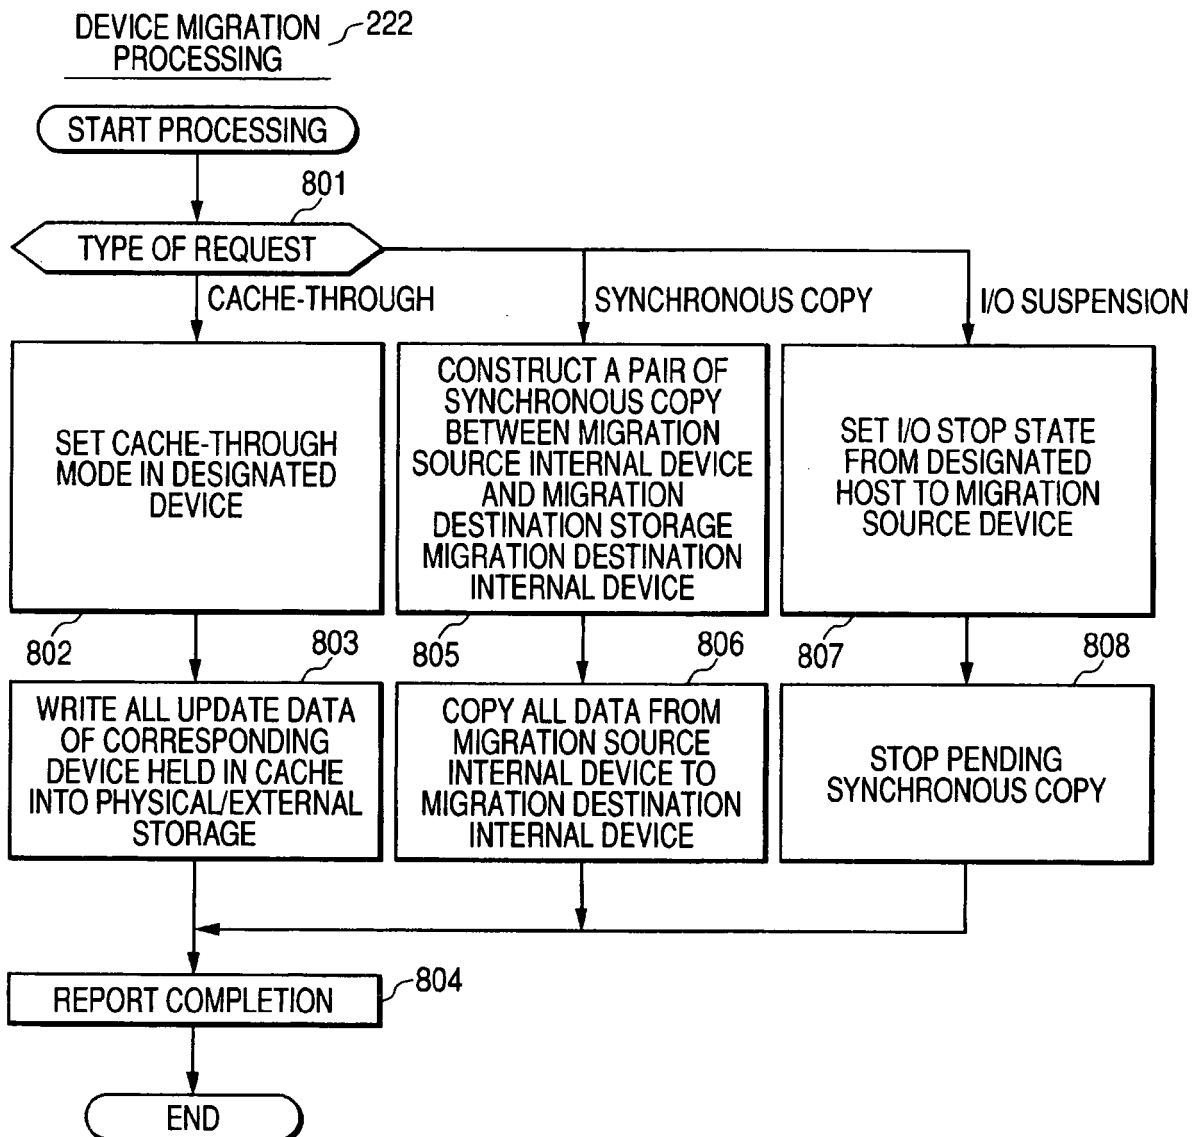 DEVICE MIGRATION
PROCESSING
222
START PROCESSING
801
TYPE OF REQUEST
CACHE-THROUGH
SYNCHRONOUS COPY
I/O SUSPENSION
SET CACHE-THROUGH
MODE IN DESIGNATED
DEVICE
802
CONSTRUCT A PAIR OF
SYNCHRONOUS COPY
BETWEEN MIGRATION
SOURCE INTERNAL DEVICE
AND MIGRATION
DESTINATION STORAGE
MIGRATION DESTINATION
INTERNAL DEVICE
805
SET I/O STOP STATE
FROM DESIGNATED
HOST TO MIGRATION
SOURCE DEVICE
807
803
WRITE ALL UPDATE DATA
OF CORRESPONDING
DEVICE HELD IN CACHE
INTO PHYSICAL/EXTERNAL
STORAGE
806
COPY ALL DATA FROM
MIGRATION SOURCE
INTERNAL DEVICE TO
MIGRATION DESTINATION
INTERNAL DEVICE
808
STOP PENDING
SYNCHRONOUS COPY
REPORT COMPLETION
804
END